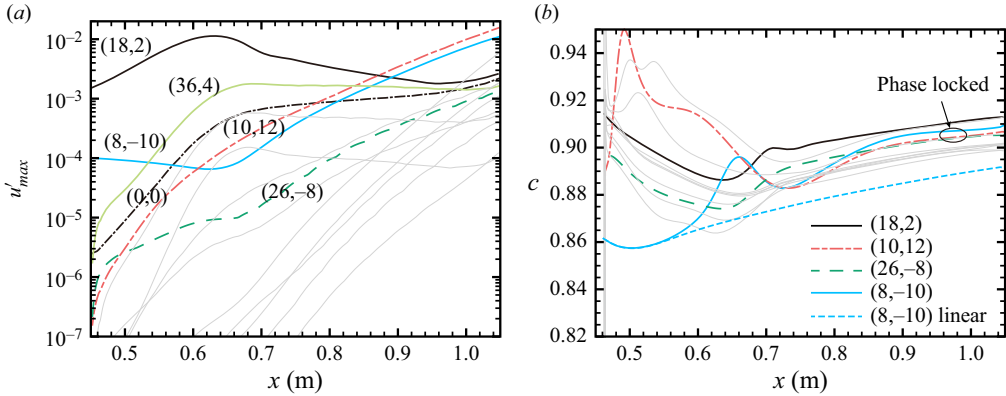 (a)
10⁻²
10⁻³
10⁻⁴
10⁻⁵
10⁻⁶
10⁻⁷
u′max
0.5 0.6 0.7 0.8 0.9 1.0
x (m)
(18,2)
(36,4)
(8,–10)
(10,12)
(0,0)
(26,–8)
(b)
0.94
0.92
0.90
0.88
0.86
0.84
0.82
c
0.5 0.6 0.7 0.8 0.9 1.0
x (m)
Phase locked
(18,2)
(10,12)
(26,–8)
(8,–10)
(8,–10) linear